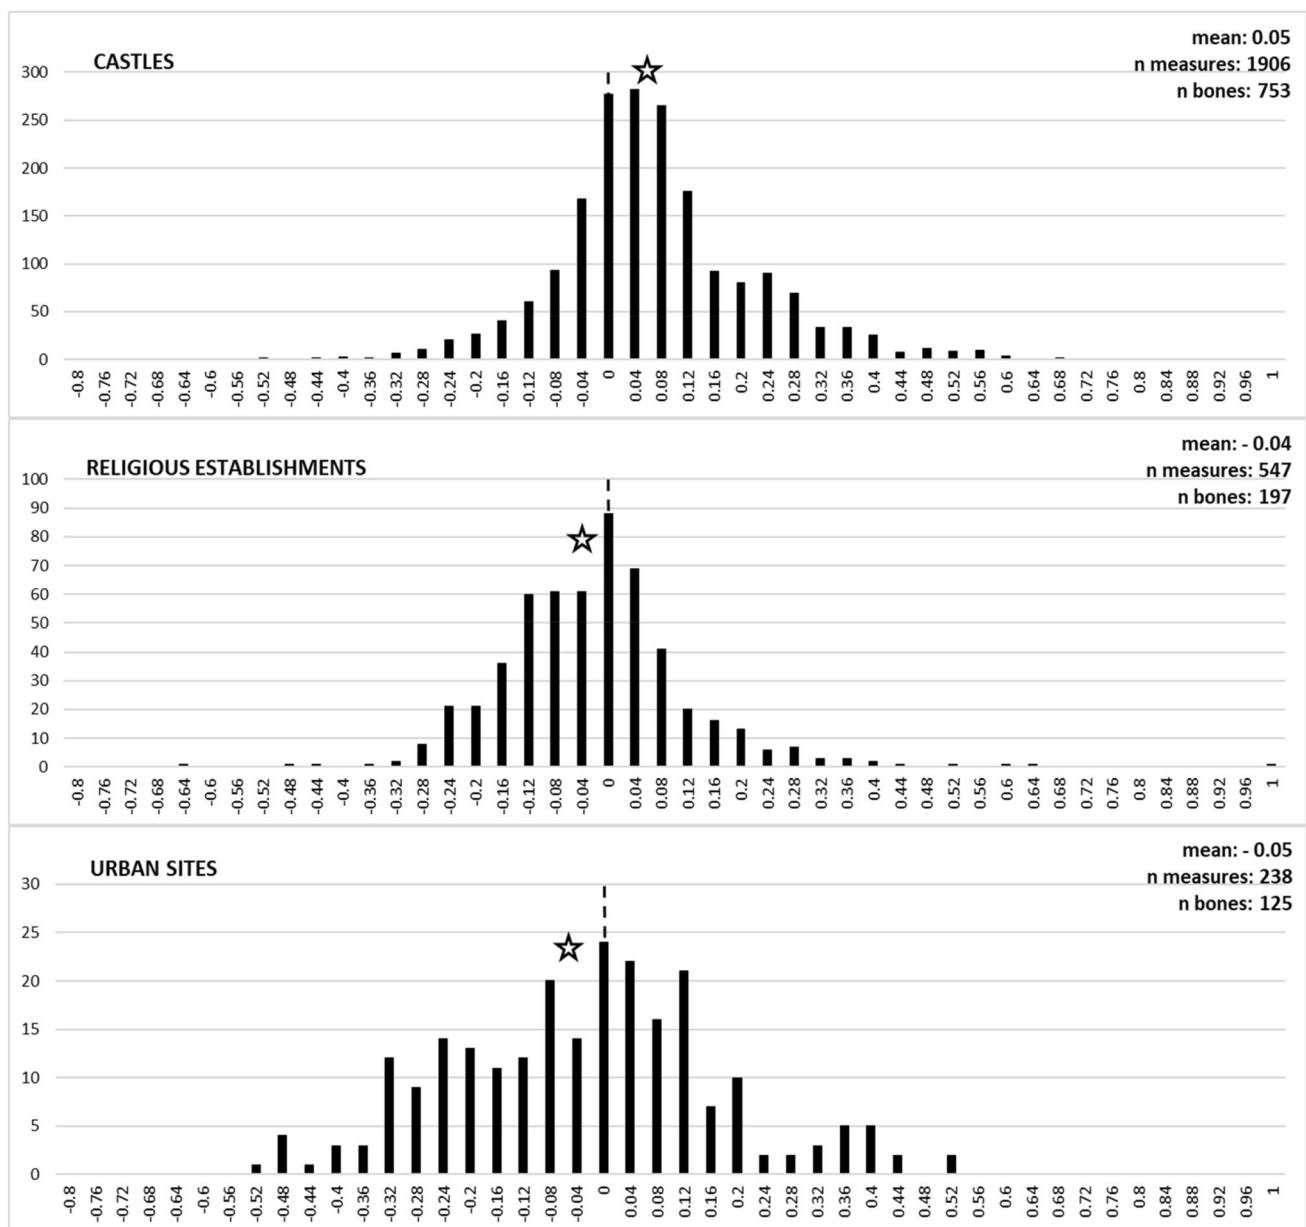 CASTLES
mean: 0.05
n measures: 1906
n bones: 753
300
250
200
150
100
50
0
-0.8 -0.76 -0.72 -0.68 -0.64 -0.6 -0.56 -0.52 -0.48 -0.44 -0.4 -0.36 -0.32 -0.28 -0.24 -0.2 -0.16 -0.12 -0.08 -0.04 0 0.04 0.08 0.12 0.16 0.2 0.24 0.28 0.32 0.36 0.4 0.44 0.48 0.52 0.56 0.6 0.64 0.68 0.72 0.76 0.8 0.84 0.88 0.92 0.96 1
RELIGIOUS ESTABLISHMENTS
mean: - 0.04
n measures: 547
n bones: 197
100
90
80
70
60
50
40
30
20
10
0
-0.8 -0.76 -0.72 -0.68 -0.64 -0.6 -0.56 -0.52 -0.48 -0.44 -0.4 -0.36 -0.32 -0.28 -0.24 -0.2 -0.16 -0.12 -0.08 -0.04 0 0.04 0.08 0.12 0.16 0.2 0.24 0.28 0.32 0.36 0.4 0.44 0.48 0.52 0.56 0.6 0.64 0.68 0.72 0.76 0.8 0.84 0.88 0.92 0.96 1
URBAN SITES
mean: - 0.05
n measures: 238
n bones: 125
30
25
20
15
10
5
0
-0.8 -0.76 -0.72 -0.68 -0.64 -0.6 -0.56 -0.52 -0.48 -0.44 -0.4 -0.36 -0.32 -0.28 -0.24 -0.2 -0.16 -0.12 -0.08 -0.04 0 0.04 0.08 0.12 0.16 0.2 0.24 0.28 0.32 0.36 0.4 0.44 0.48 0.52 0.56 0.6 0.64 0.68 0.72 0.76 0.8 0.84 0.88 0.92 0.96 1